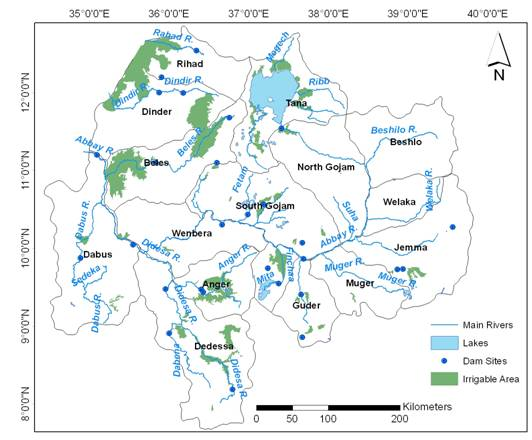 35°0'0"E 36°0'0"E 37°0'0"E 38°0'0"E 39°0'0"E 40°0'0"E
12°0'0"N
11°0'0"N
10°0'0"N
9°0'0"N
8°0'0"N
N
Rahad R.
Rihad
Megech
Dindir R.
Dindir R.
Ribb
Tana
Dinder
Beshilo R.
Beshlo
Abbay R.
Beles R.
Beles
North Gojam
Fetam
Welaka R.
Welaka
Dabus R.
South Gojam
Suha
Wenbera
Abbay R.
Jemma
Didesa R.
Dabus
Anger R.
Fincha
Muger R.
Sedeka
Mita
Muger R.
Anger
Muger
Dabus R.
Didesa R.
Guder
Dabena
Dedessa
Didesa R.
Main Rivers
Lakes
Dam Sites
Irrigable Area
Kilometers
0 50 100 200